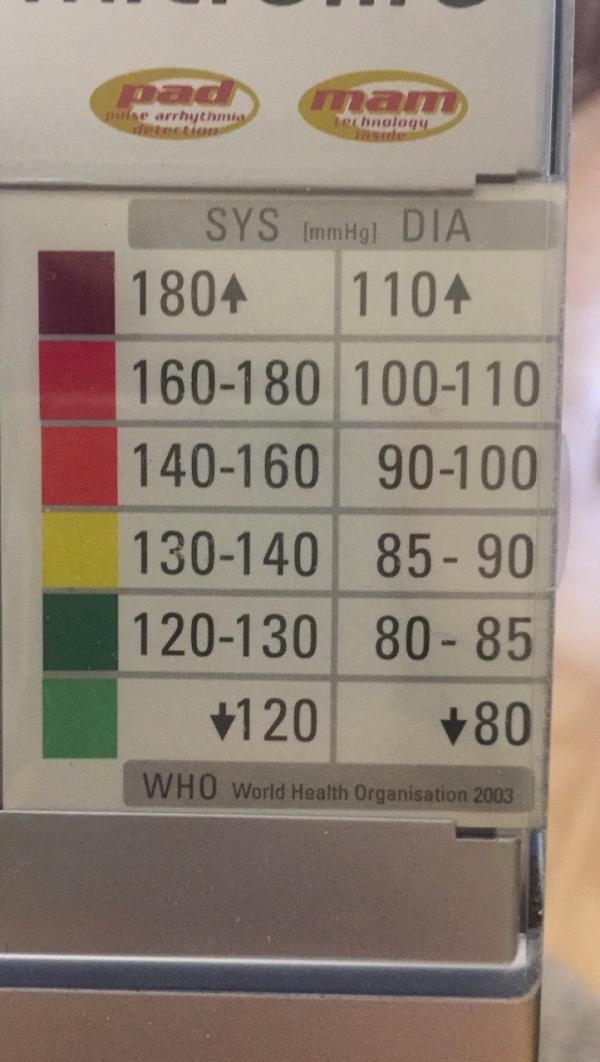 pad
pulse arrhythmia
detection
mam
technology
inside
SYS [mmHg] DIA
180↑ 110↑
160-180 100-110
140-160 90-100
130-140 85- 90
120-130 80- 85
↓120 ↓80
WHO World Health Organisation 2003